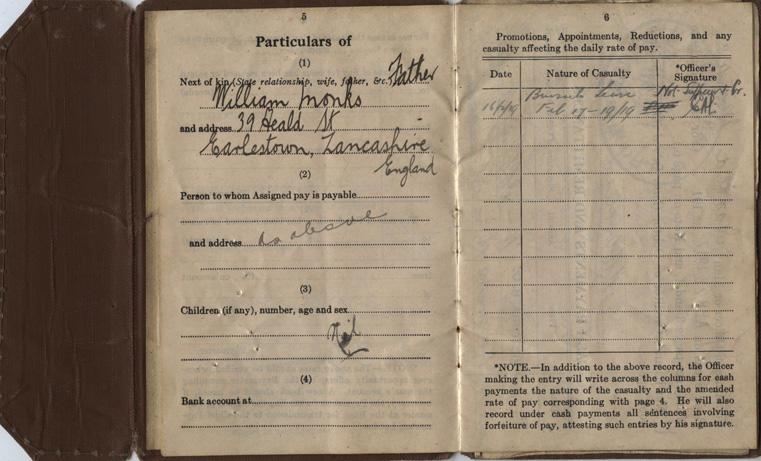 5
Particulars of
(1)
Next of kin (State relationship, wife, father, &c.) Father
William Monks
and address 39 Heald St
Earlestown, Lancashire
England
(2)
Person to whom Assigned pay is payable
and address as above
(3)
Children (if any), number, age and sex
Nil
(4)
Bank account at
6
Promotions, Appointments, Reductions, and any
casualty affecting the daily rate of pay.
Date Nature of Casualty *Officer's
Signature
*NOTE.—In addition to the above record, the Officer
making the entry will write across the columns for cash
payments the nature of the casualty and the amended
rate of pay corresponding with page 4. He will also
record under cash payments all sentences involving
forfeiture of pay, attesting such entries by his signature.